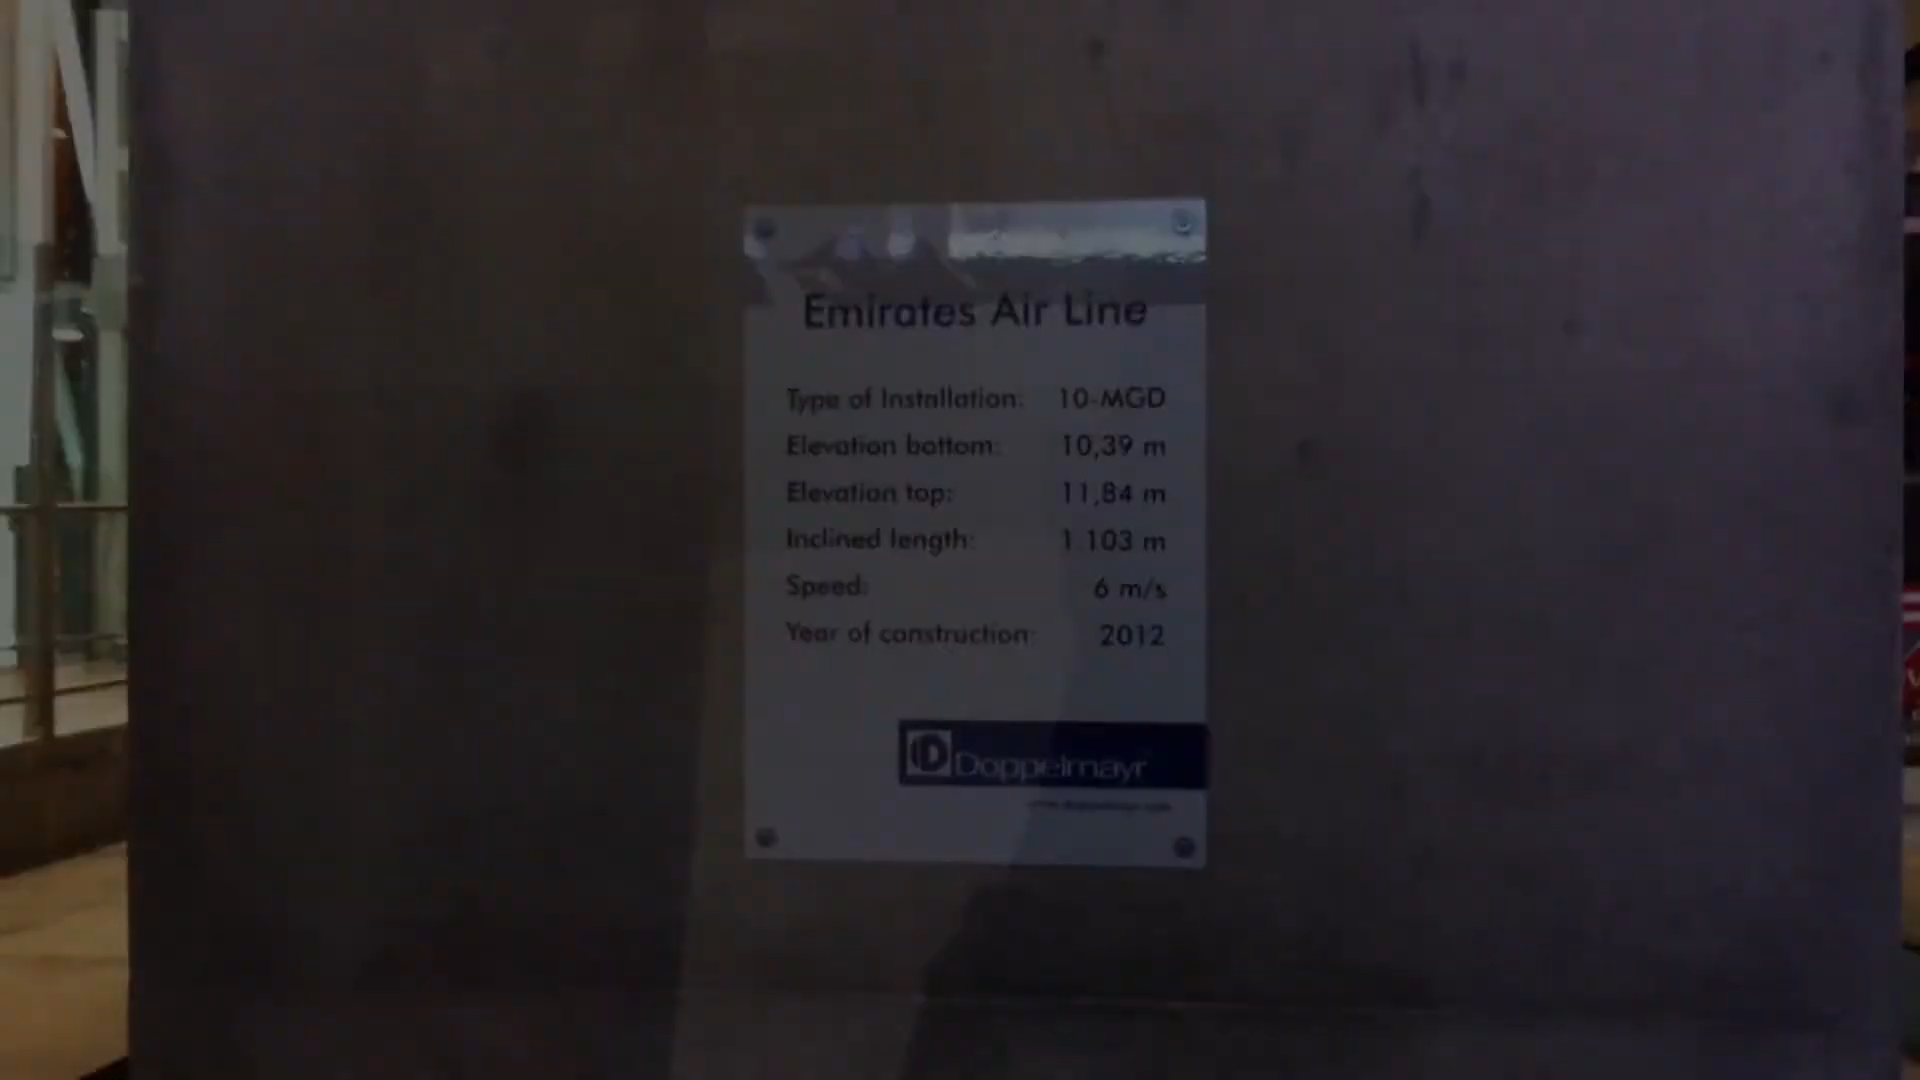 Emirates Air Line
Type of Installation: 10-MGD
Elevation bottom: 10,39 m
Elevation top: 11,84 m
Inclined length: 1 103 m
Speed: 6 m/s
Year of construction: 2012
Doppelmayr